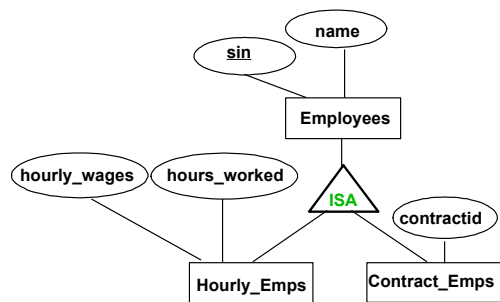 name
sin
Employees
hourly_wages
hours_worked
ISA
contractid
Hourly_Emps
Contract_Emps